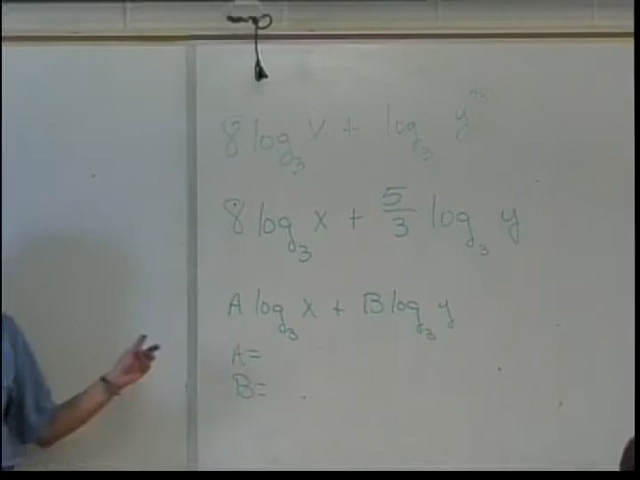 8 log₃ x + log₃ y
8 log₃ x + 5/3 log₃ y
A log₃ x + B log₃ y
A=
B=